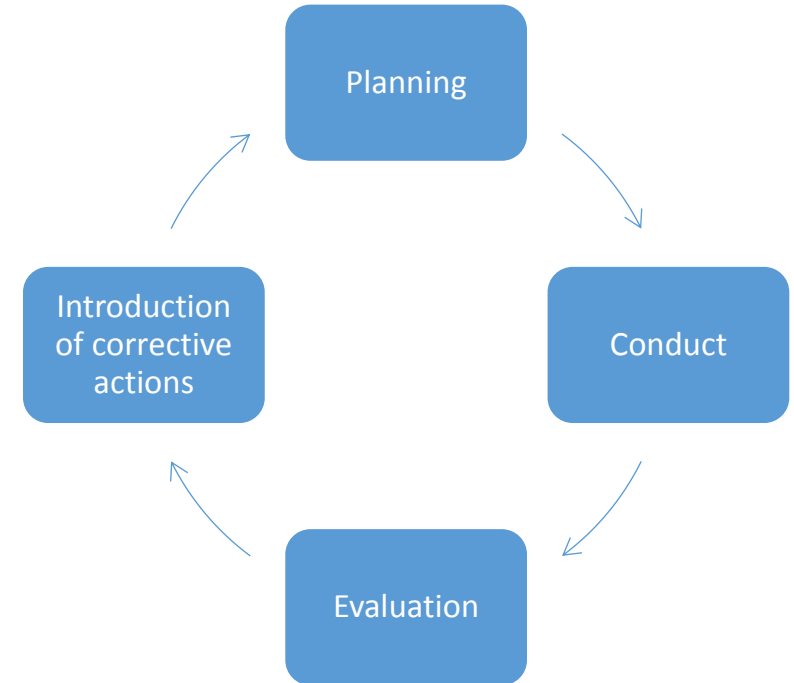 Planning
Conduct
Evaluation
Introduction
of corrective
actions